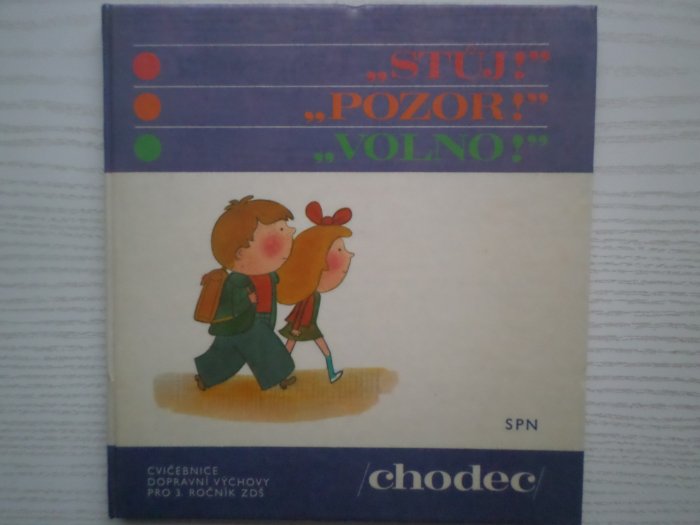 „STŮJ!”
„POZOR!”
„VOLNO!”
SPN
CVIČEBNICE
DOPRAVNÍ VÝCHOVY
PRO 3. ROČNÍK ZDŠ
/chodec/